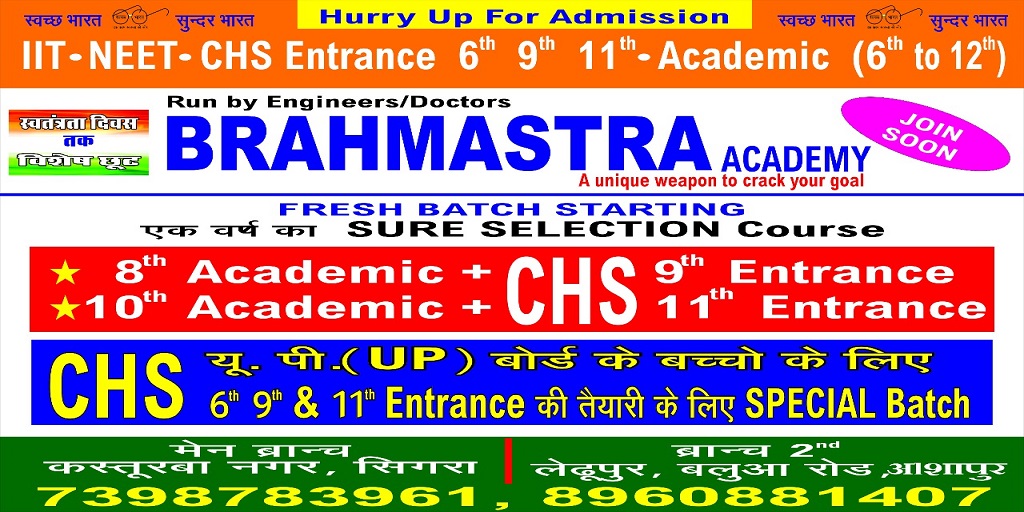 स्वच्छ भारत सुन्दर भारत Hurry Up For Admission स्वच्छ भारत सुन्दर भारत
IIT• NEET• CHS Entrance 6th 9th 11th• Academic (6th to 12th)
Run by Engineers/Doctors
स्वतंत्रता दिवस
तक
विशेष छूट
BRAHMASTRA ACADEMY
A unique weapon to crack your goal
JOIN
SOON
FRESH BATCH STARTING
एक वर्ष का SURE SELECTION Course
★ 8th Academic + CHS 9th Entrance
★10th Academic + 11th Entrance
CHS यू. पी.(UP) बोर्ड के बच्चो के लिए
6th 9th & 11th Entrance की तैयारी के लिए SPECIAL Batch
मेन ब्रान्च
कस्तूरबा नगर, सिगरा
ब्रान्च 2nd
लेढूपुर, बलुआ रोड,आशापुर
7398783961, 8960881407